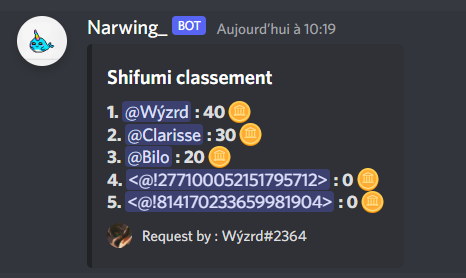 Narwing_ BOT Aujourd'hui à 10:19
Shifumi classement
1. @Wýzrd : 40
2. @Clarisse : 30
3. @Bilo : 20
4. <@!277100052151795712> : 0
5. <@!814170233659981904> : 0
Request by : Wýzrd#2364